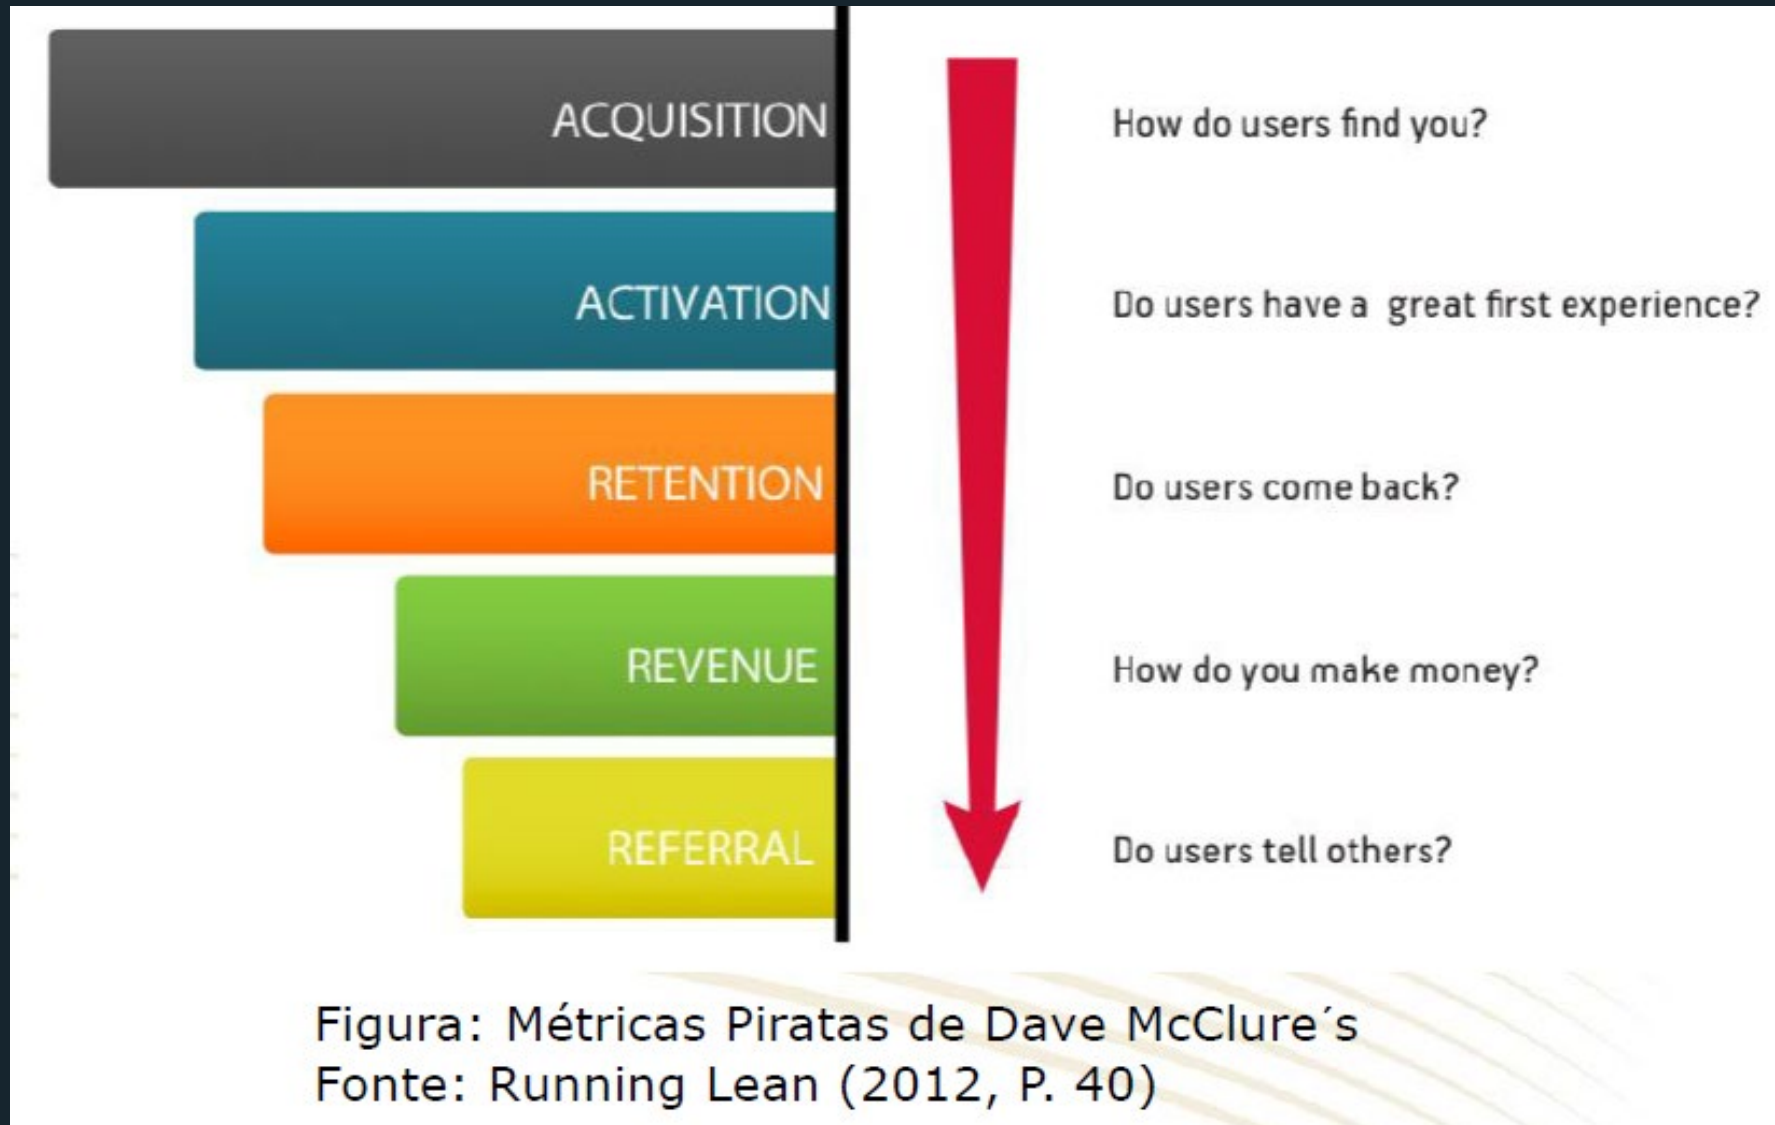 ACQUISITION
How do users find you?
ACTIVATION
Do users have a great first experience?
RETENTION
Do users come back?
REVENUE
How do you make money?
REFERRAL
Do users tell others?
Figura: Métricas Piratas de Dave McClure´s
Fonte: Running Lean (2012, P. 40)